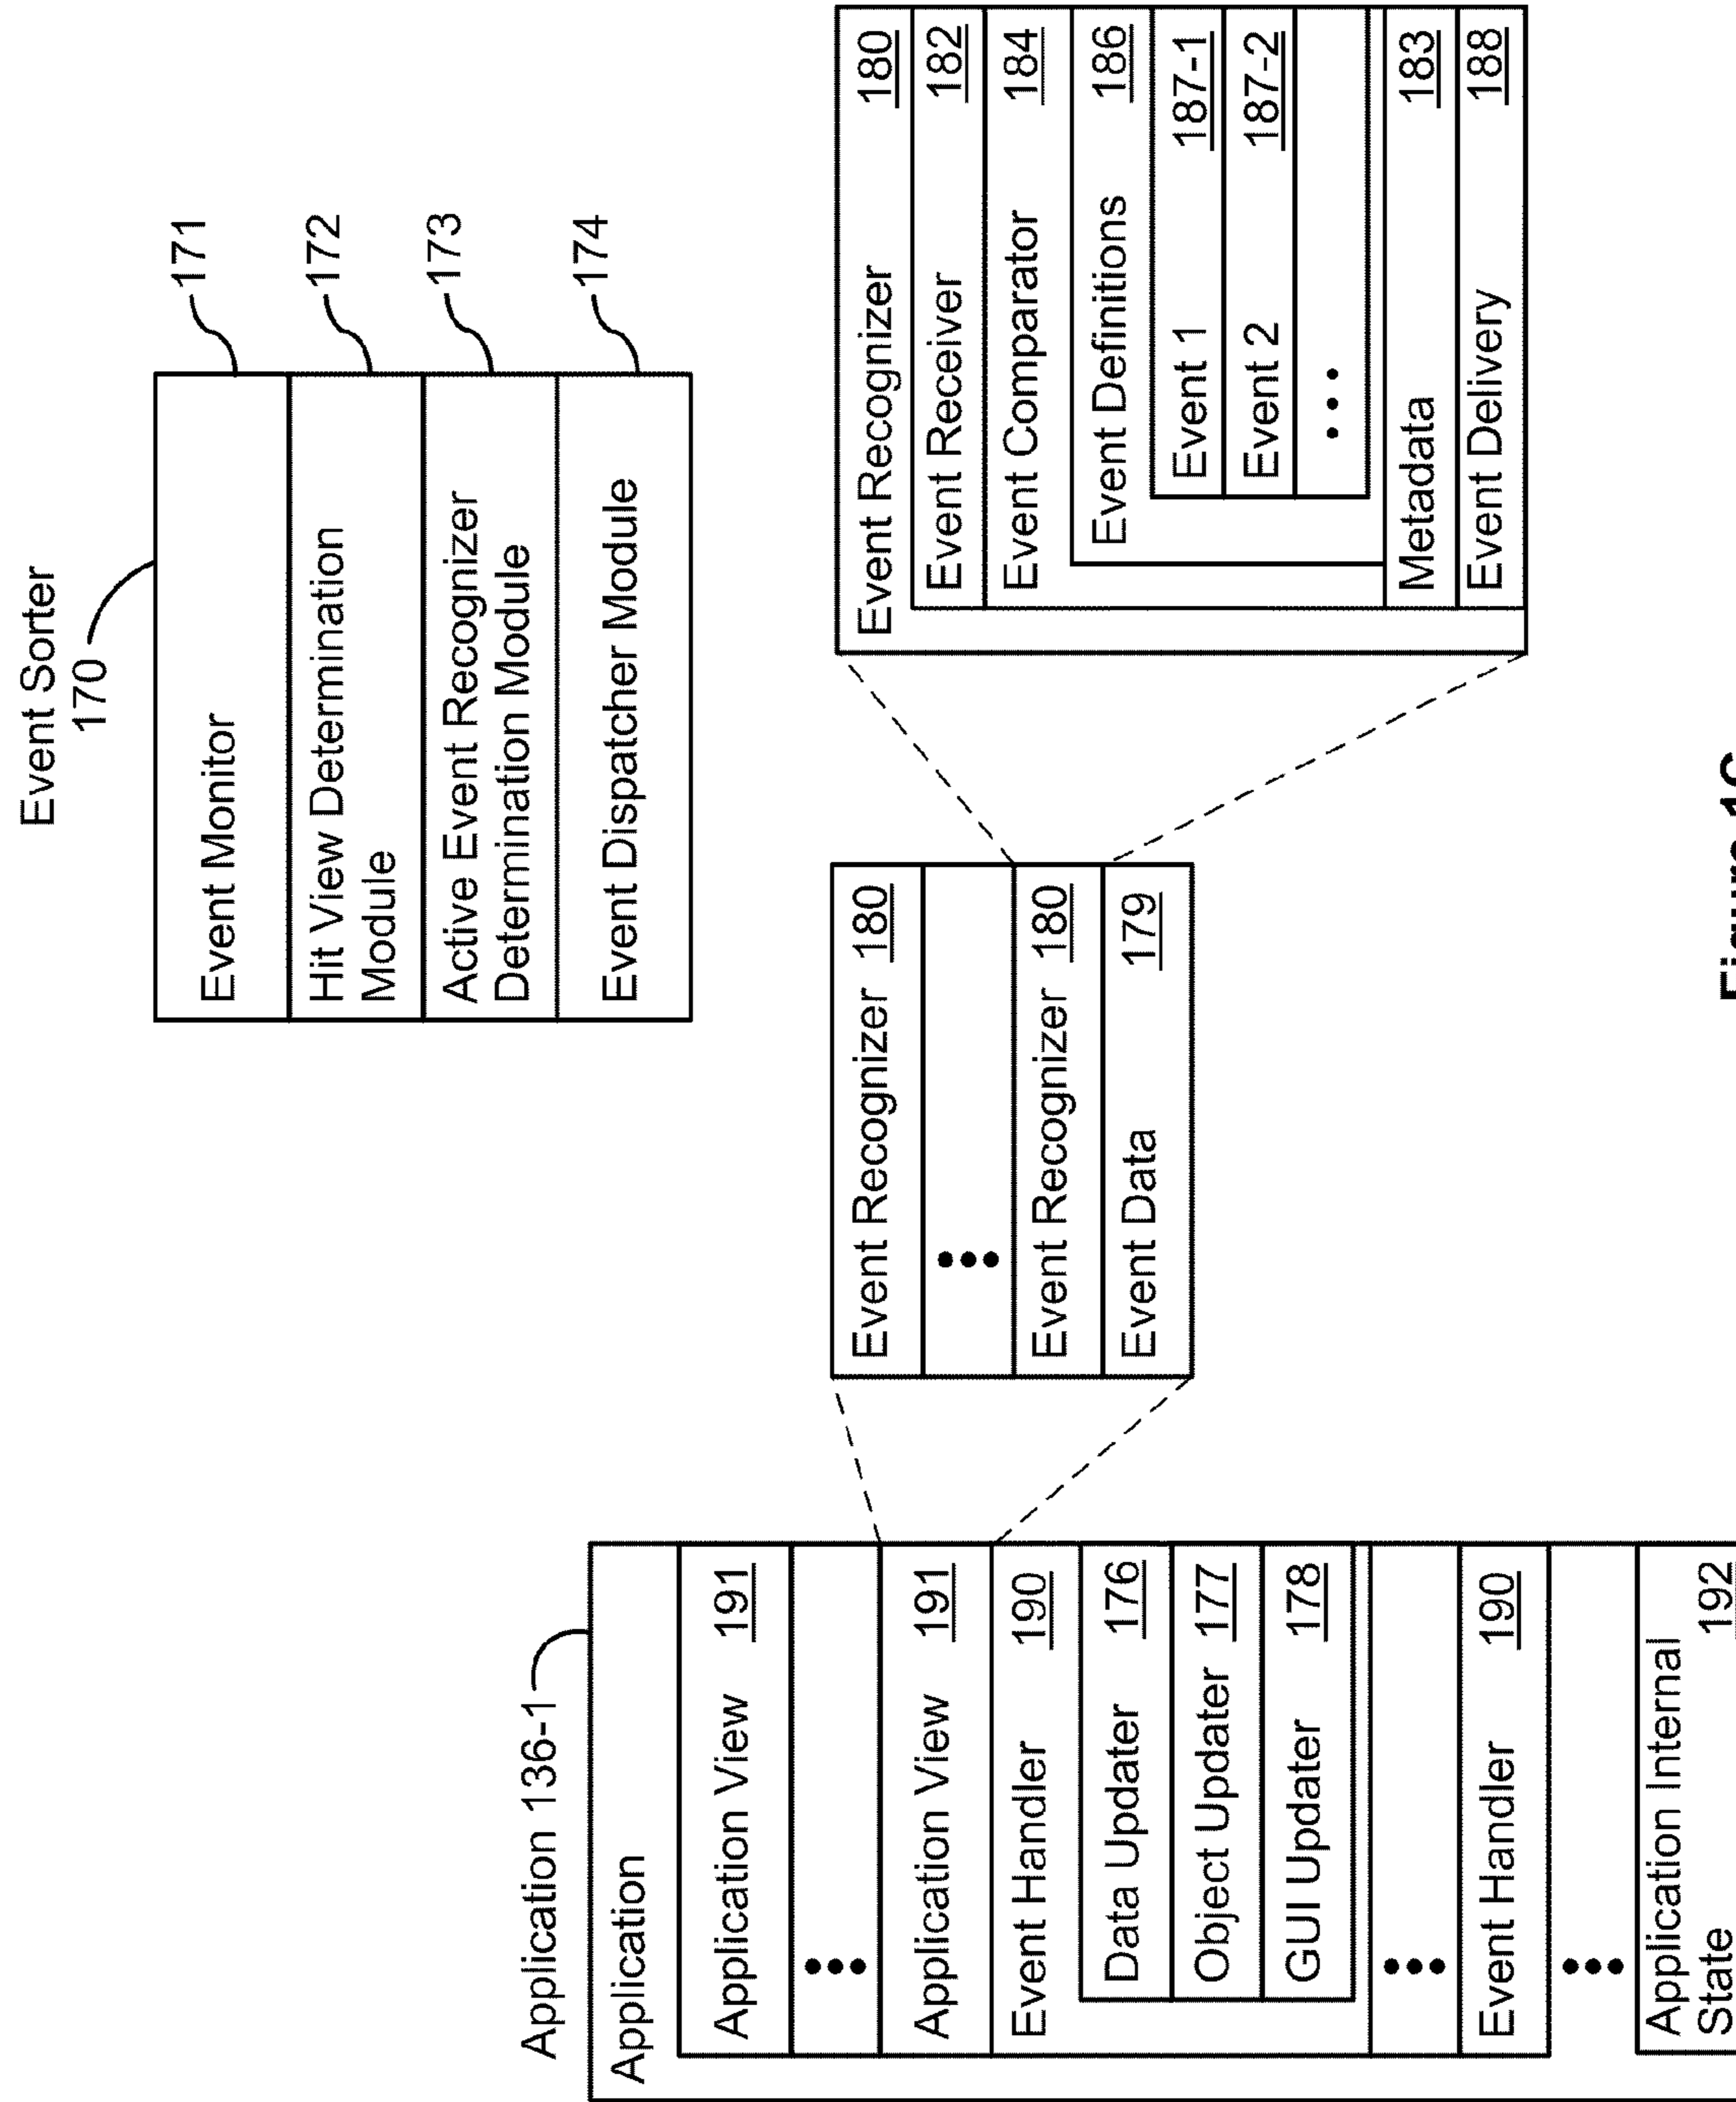 Event Sorter
170
Event Monitor
171
Hit View Determination
Module
172
Active Event Recognizer
Determination Module
173
Event Dispatcher Module
174
Application 136-1
Application
Application View 191
•••
Application View 191
Event Handler 190
Data Updater 176
Object Updater 177
GUI Updater 178
•••
Event Handler 190
•••
Application Internal
State 192
Event Recognizer 180
•••
Event Recognizer 180
Event Data 179
Event Recognizer 180
Event Receiver 182
Event Comparator 184
Event Definitions 186
Event 1 187-1
Event 2 187-2
•••
Metadata 183
Event Delivery 188
Figure